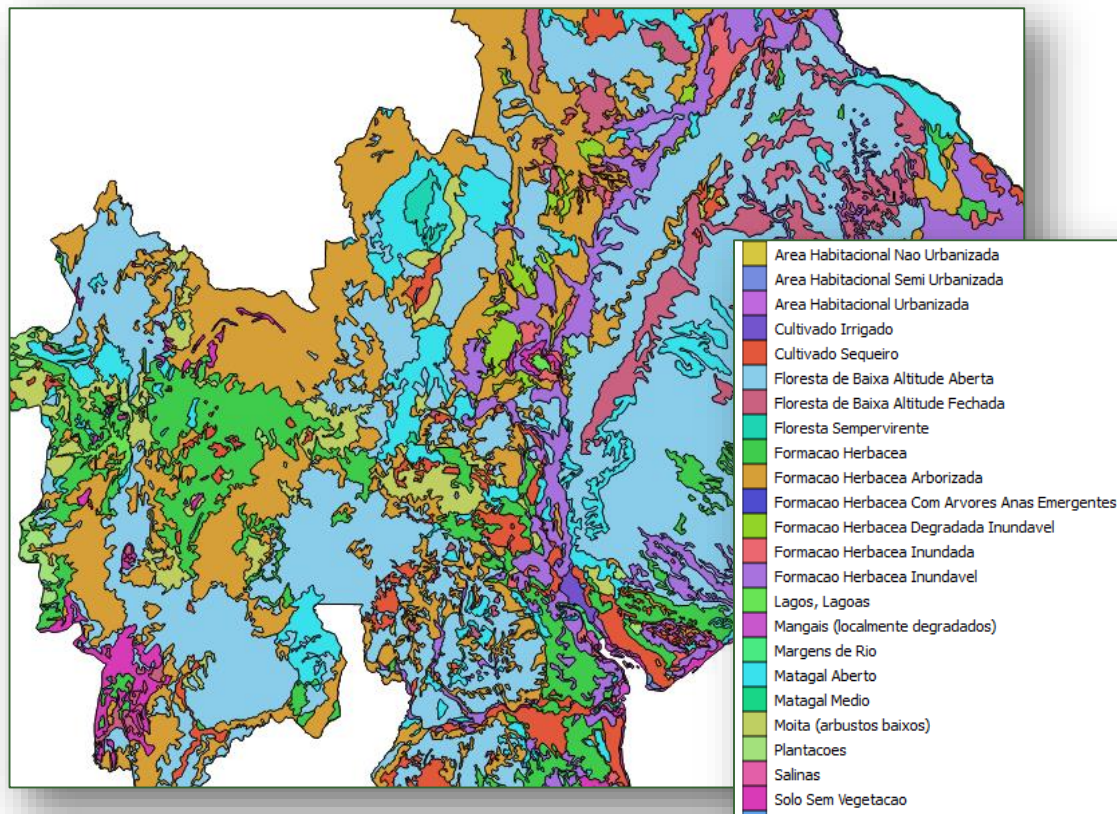 Area Habitacional Nao Urbanizada
Area Habitacional Semi Urbanizada
Area Habitacional Urbanizada
Cultivado Irrigado
Cultivado Sequeiro
Floresta de Baixa Altitude Aberta
Floresta de Baixa Altitude Fechada
Floresta Sempervirente
Formacao Herbacea
Formacao Herbacea Arborizada
Formacao Herbacea Com Arvores Anas Emergentes
Formacao Herbacea Degradada Inundavel
Formacao Herbacea Inundada
Formacao Herbacea Inundavel
Lagos, Lagoas
Mangais (localmente degradados)
Margens de Rio
Matagal Aberto
Matagal Medio
Moita (arbustos baixos)
Plantacoes
Salinas
Solo Sem Vegetacao